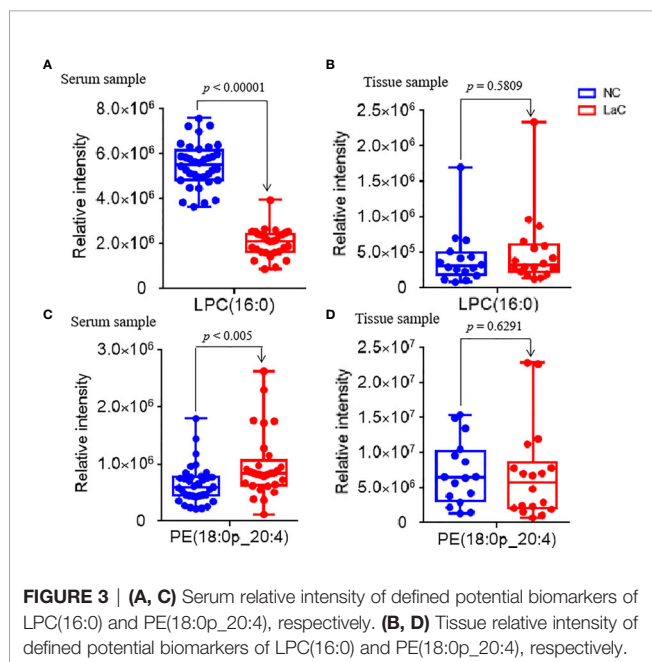 A
Serum sample
p < 0.00001
8.0×10⁶
6.0×10⁶
4.0×10⁶
2.0×10⁶
0
Relative intensity
LPC(16:0)
B
Tissue sample
p = 0.5809
NC
LaC
2.5×10⁶
2.0×10⁶
1.5×10⁶
1.0×10⁶
5.0×10⁵
0
Relative intensity
LPC(16:0)
C
Serum sample
p < 0.005
3.0×10⁶
2.0×10⁶
1.0×10⁶
0
Relative intensity
PE(18:0p_20:4)
D
Tissue sample
p = 0.6291
2.5×10⁷
2.0×10⁷
1.5×10⁷
1.0×10⁷
5.0×10⁶
0
Relative intensity
PE(18:0p_20:4)
FIGURE 3 | (A, C) Serum relative intensity of defined potential biomarkers of
LPC(16:0) and PE(18:0p_20:4), respectively. (B, D) Tissue relative intensity of
defined potential biomarkers of LPC(16:0) and PE(18:0p_20:4), respectively.